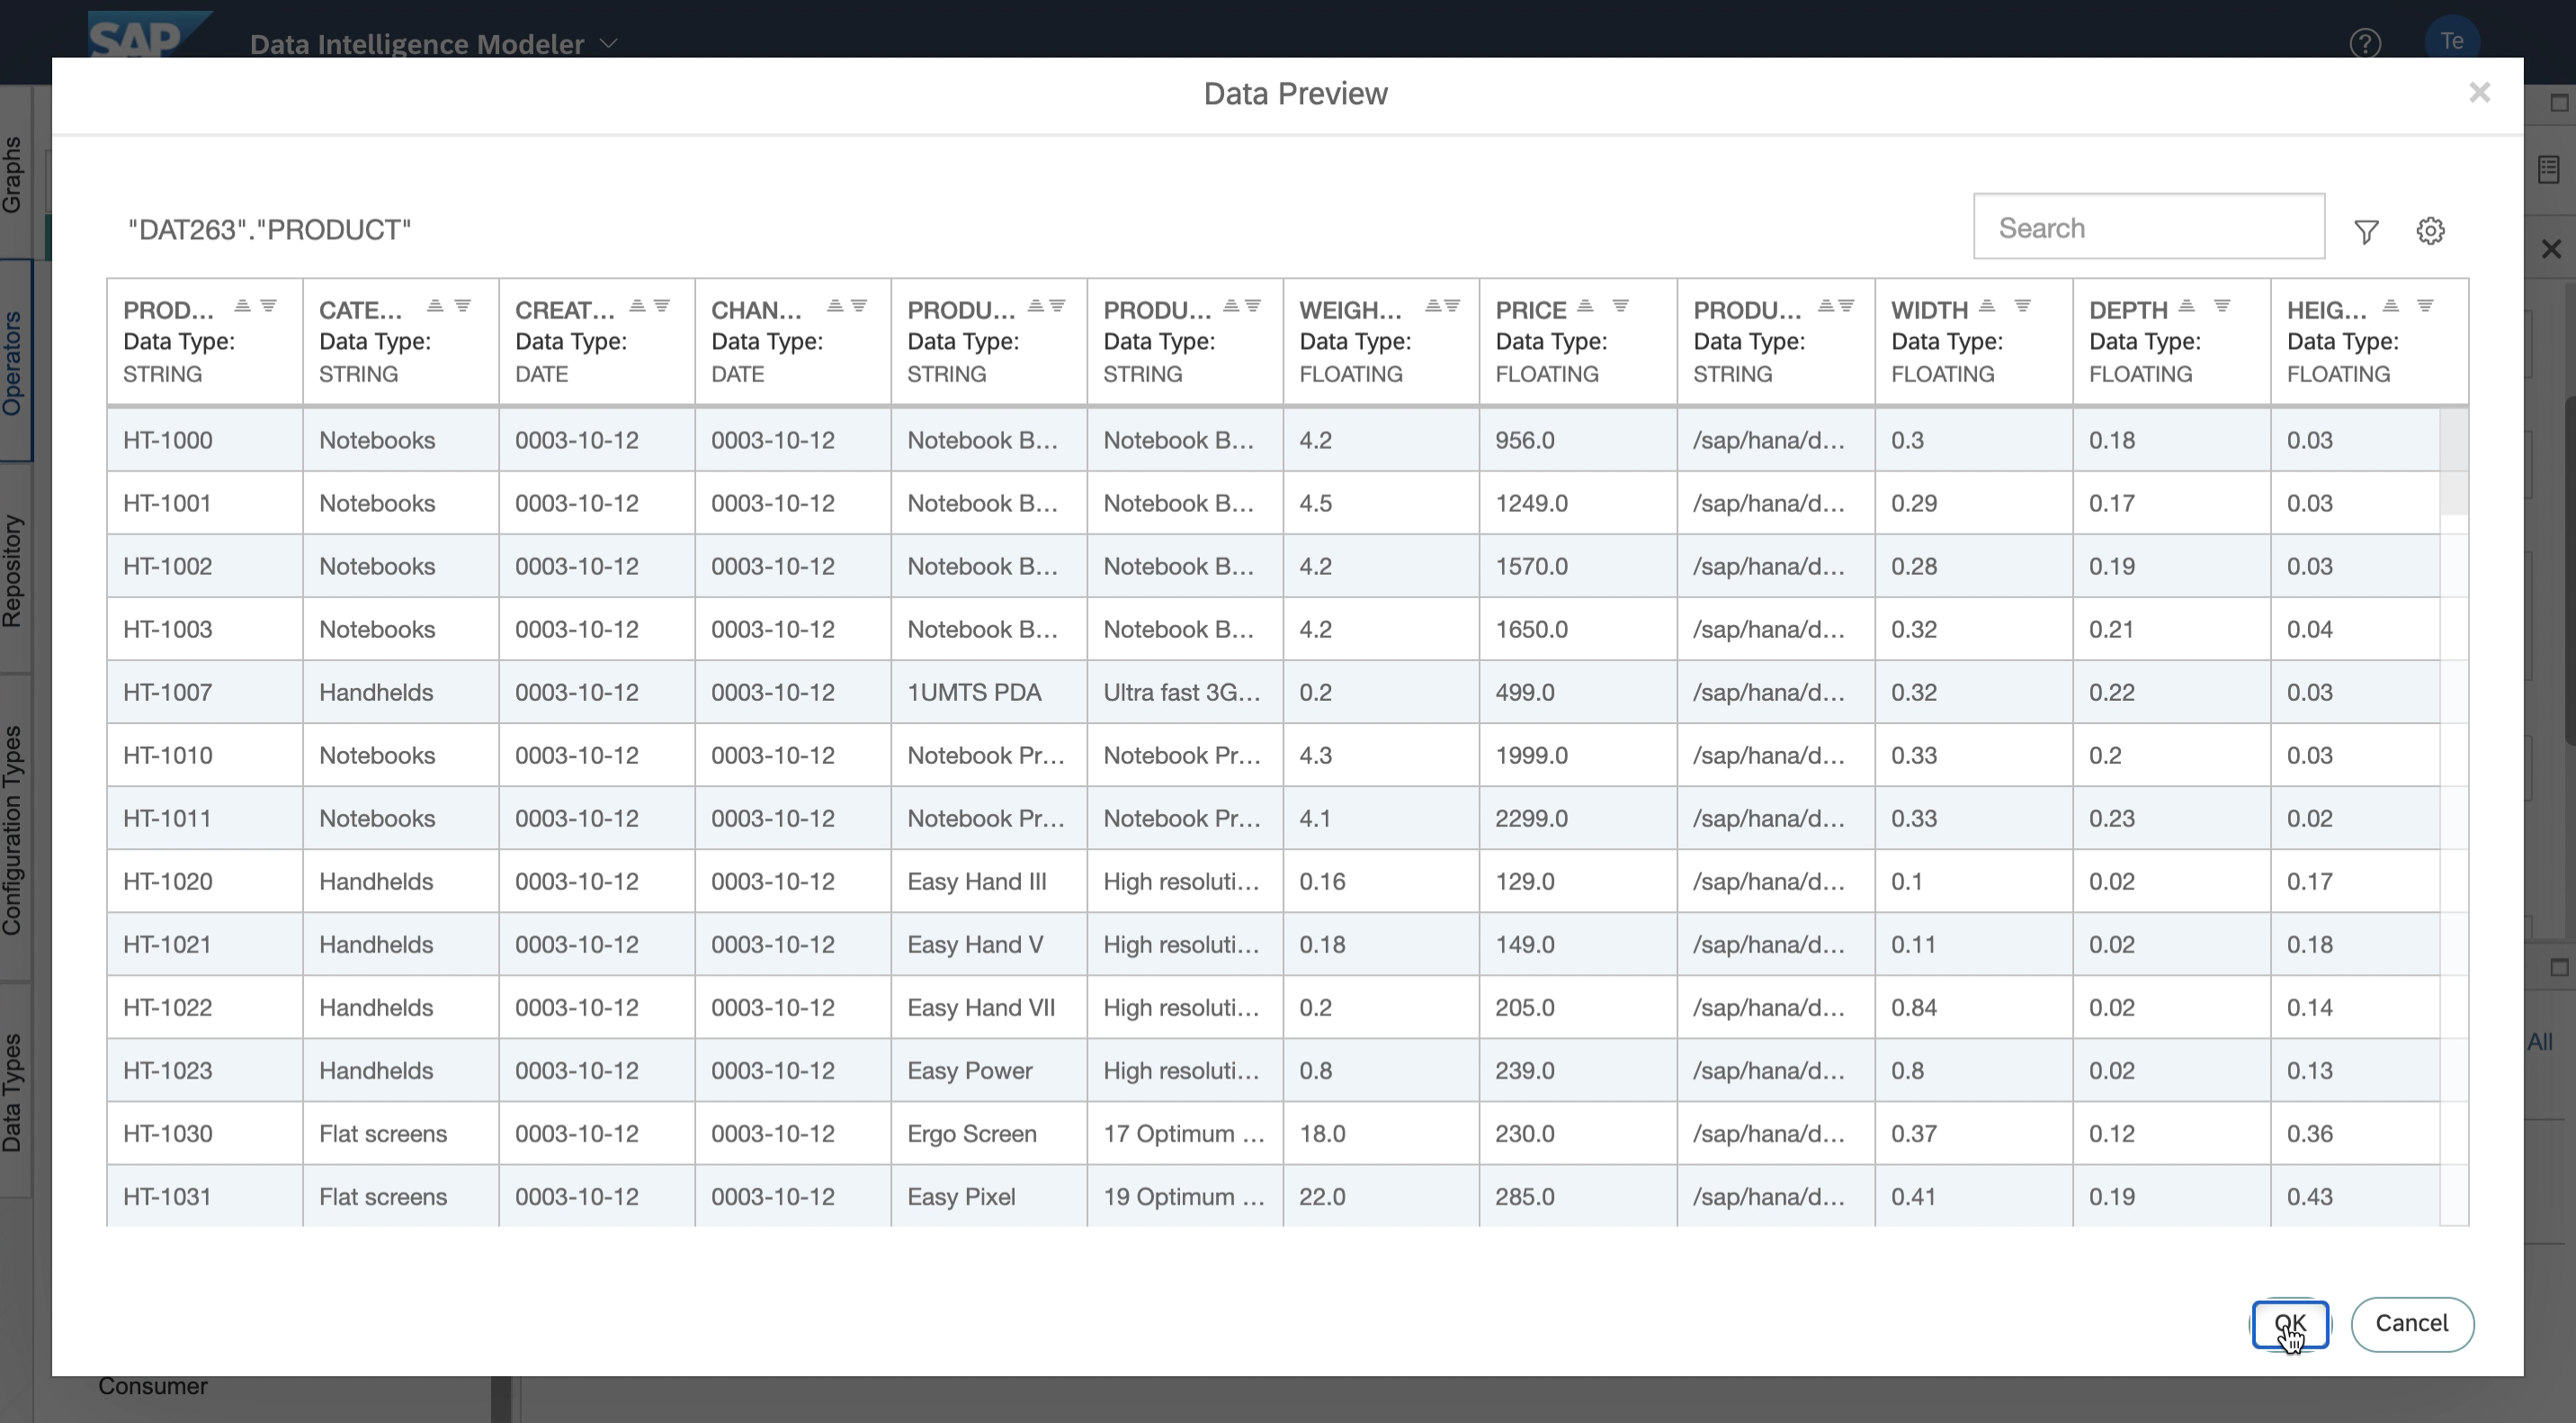 SAP
Data Intelligence Modeler
?
Te
Data Preview
Graphs
Operators
Repository
Configuration Types
Data Types
"DAT263"."PRODUCT"
Search
PROD... CATE... CREAT... CHAN... PRODU... PRODU... WEIGH... PRICE PRODU... WIDTH DEPTH HEIG...
Data Type: Data Type: Data Type: Data Type: Data Type: Data Type: Data Type: Data Type: Data Type: Data Type: Data Type: Data Type:
STRING STRING DATE DATE STRING STRING FLOATING FLOATING STRING FLOATING FLOATING FLOATING
HT-1000 Notebooks 0003-10-12 0003-10-12 Notebook B... Notebook B... 4.2 956.0 /sap/hana/d... 0.3 0.18 0.03
HT-1001 Notebooks 0003-10-12 0003-10-12 Notebook B... Notebook B... 4.5 1249.0 /sap/hana/d... 0.29 0.17 0.03
HT-1002 Notebooks 0003-10-12 0003-10-12 Notebook B... Notebook B... 4.2 1570.0 /sap/hana/d... 0.28 0.19 0.03
HT-1003 Notebooks 0003-10-12 0003-10-12 Notebook B... Notebook B... 4.2 1650.0 /sap/hana/d... 0.32 0.21 0.04
HT-1007 Handhelds 0003-10-12 0003-10-12 1UMTS PDA Ultra fast 3G... 0.2 499.0 /sap/hana/d... 0.32 0.22 0.03
HT-1010 Notebooks 0003-10-12 0003-10-12 Notebook Pr... Notebook Pr... 4.3 1999.0 /sap/hana/d... 0.33 0.2 0.03
HT-1011 Notebooks 0003-10-12 0003-10-12 Notebook Pr... Notebook Pr... 4.1 2299.0 /sap/hana/d... 0.33 0.23 0.02
HT-1020 Handhelds 0003-10-12 0003-10-12 Easy Hand III High resoluti... 0.16 129.0 /sap/hana/d... 0.1 0.02 0.17
HT-1021 Handhelds 0003-10-12 0003-10-12 Easy Hand V High resoluti... 0.18 149.0 /sap/hana/d... 0.11 0.02 0.18
HT-1022 Handhelds 0003-10-12 0003-10-12 Easy Hand VII High resoluti... 0.2 205.0 /sap/hana/d... 0.84 0.02 0.14
HT-1023 Handhelds 0003-10-12 0003-10-12 Easy Power High resoluti... 0.8 239.0 /sap/hana/d... 0.8 0.02 0.13
HT-1030 Flat screens 0003-10-12 0003-10-12 Ergo Screen 17 Optimum ... 18.0 230.0 /sap/hana/d... 0.37 0.12 0.36
HT-1031 Flat screens 0003-10-12 0003-10-12 Easy Pixel 19 Optimum ... 22.0 285.0 /sap/hana/d... 0.41 0.19 0.43
All
OK Cancel
Consumer